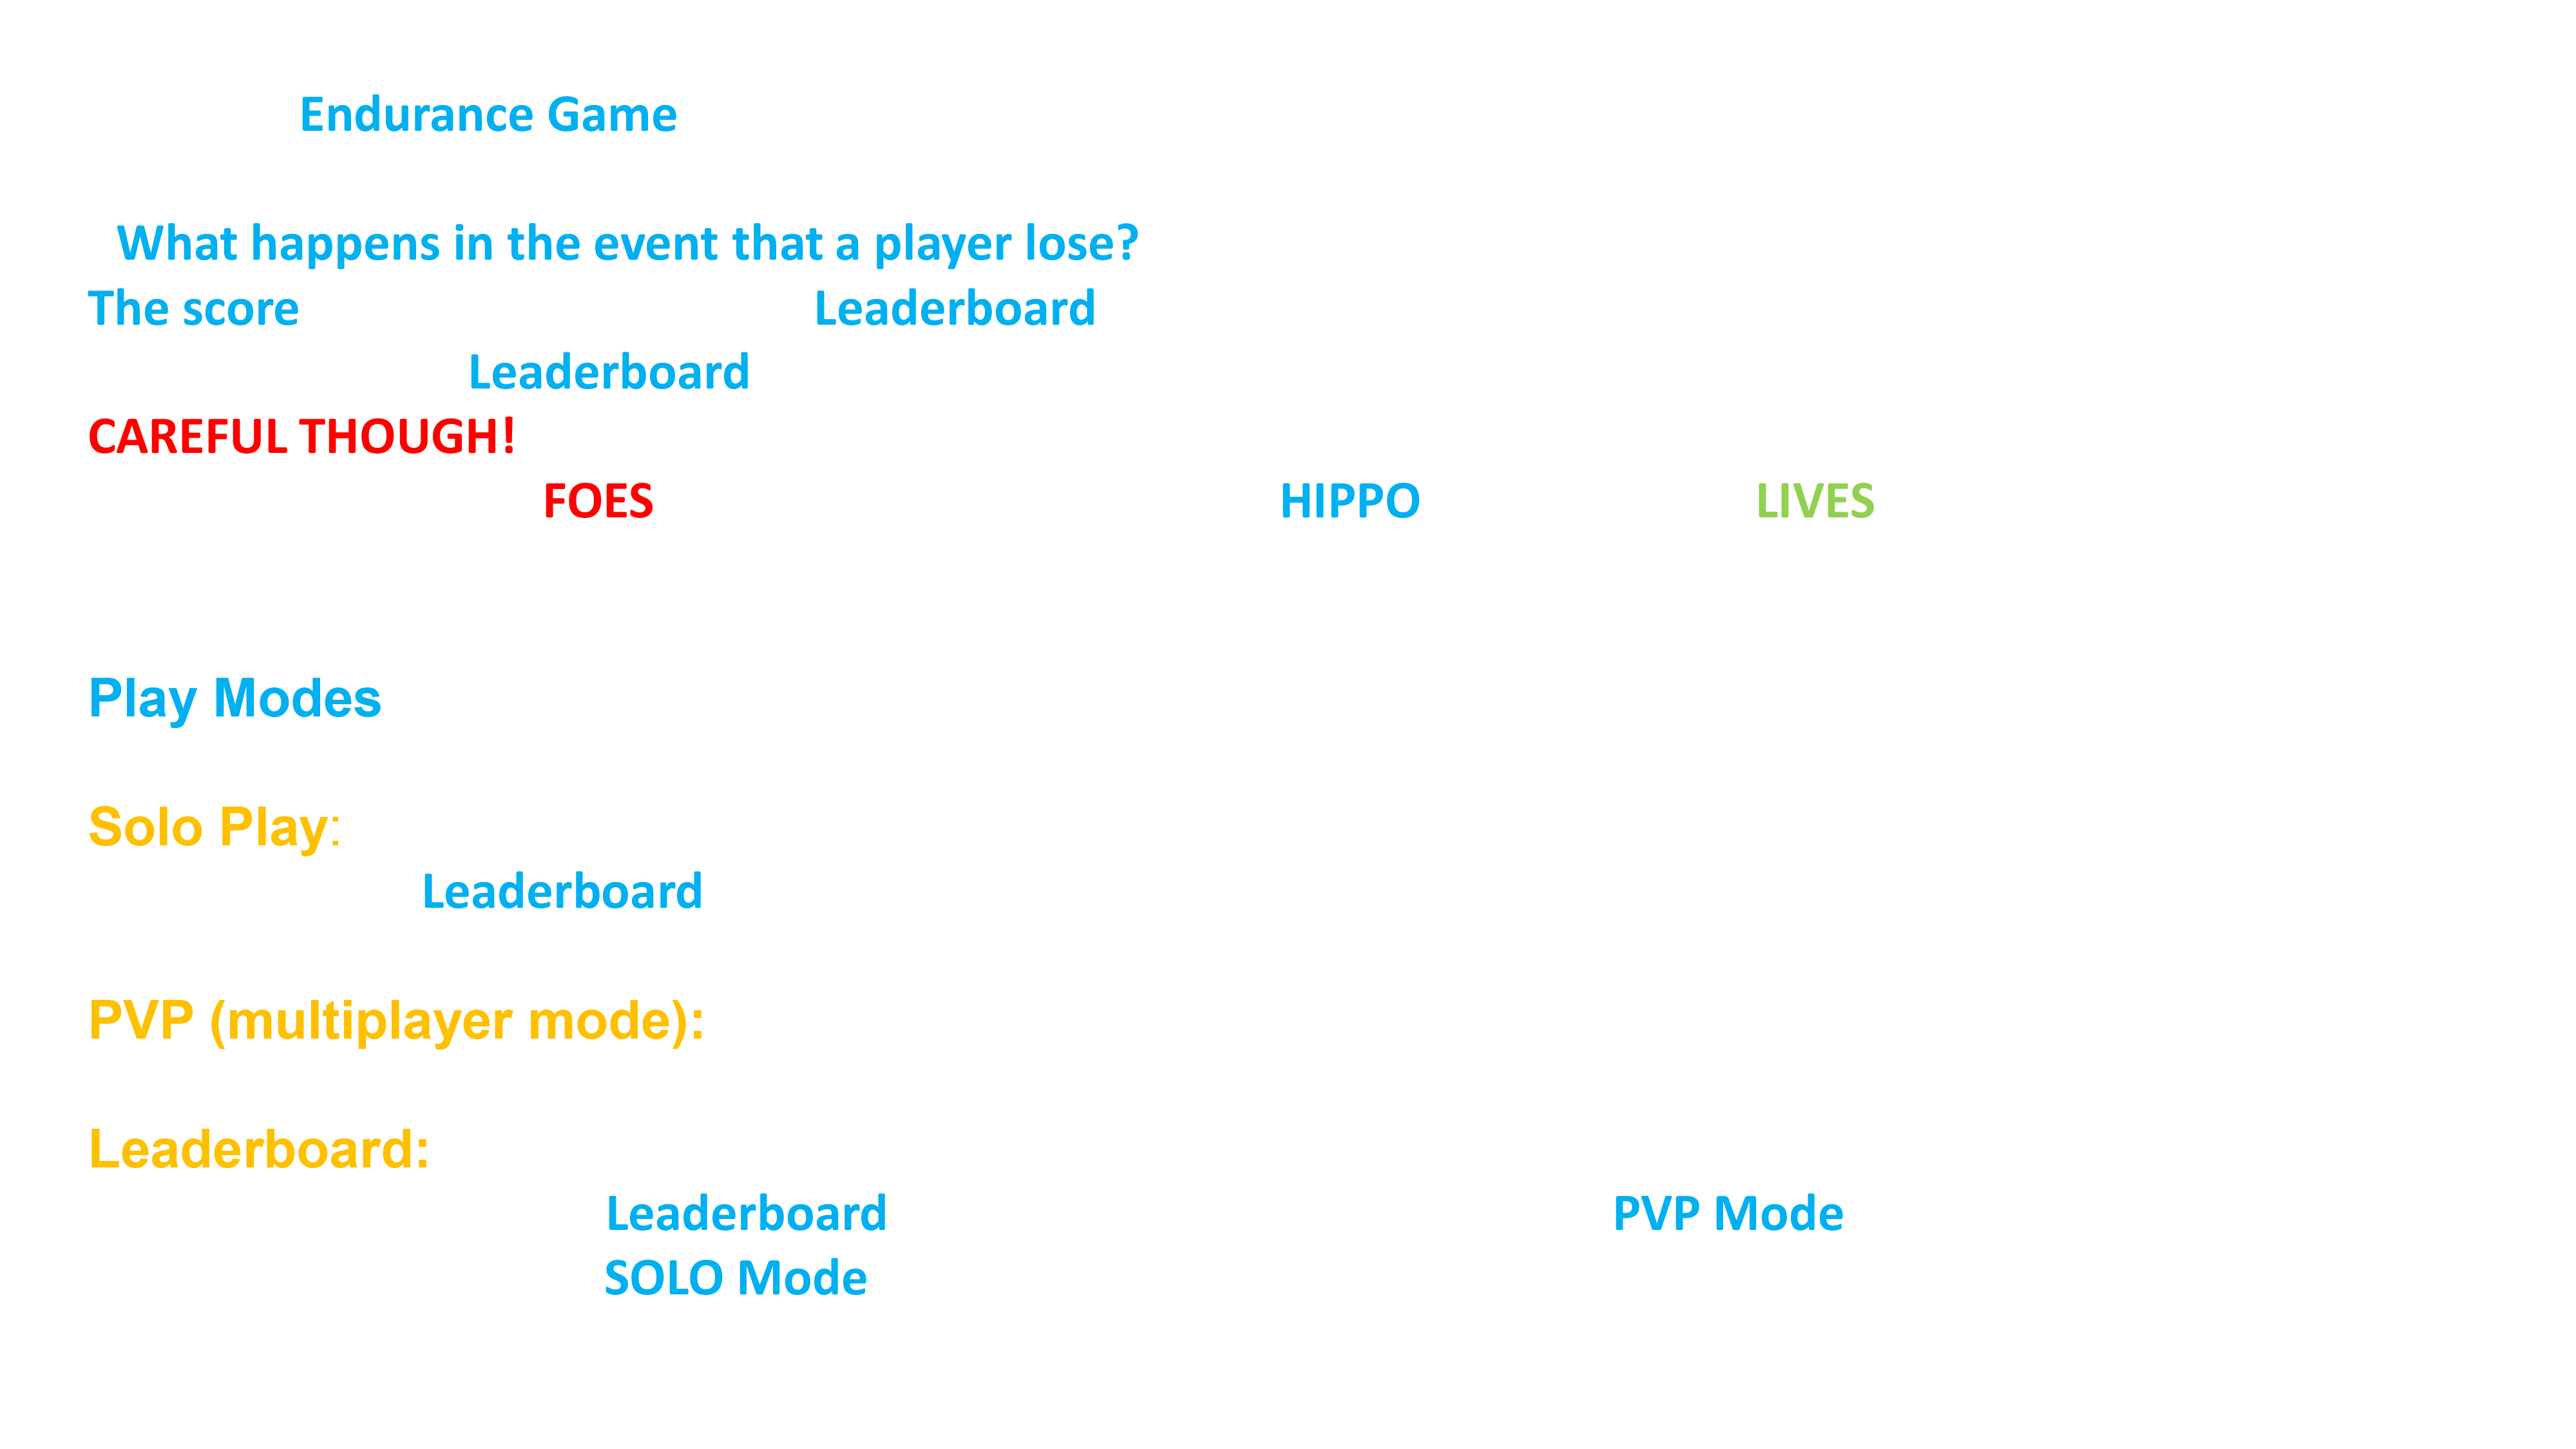 Endurance Game
What happens in the event that a player lose?
The score Leaderboard
Leaderboard
CAREFUL THOUGH!
FOES HIPPO LIVES
Play Modes
Solo Play:
Leaderboard
PVP (multiplayer mode):
Leaderboard:
Leaderboard PVP Mode
SOLO Mode